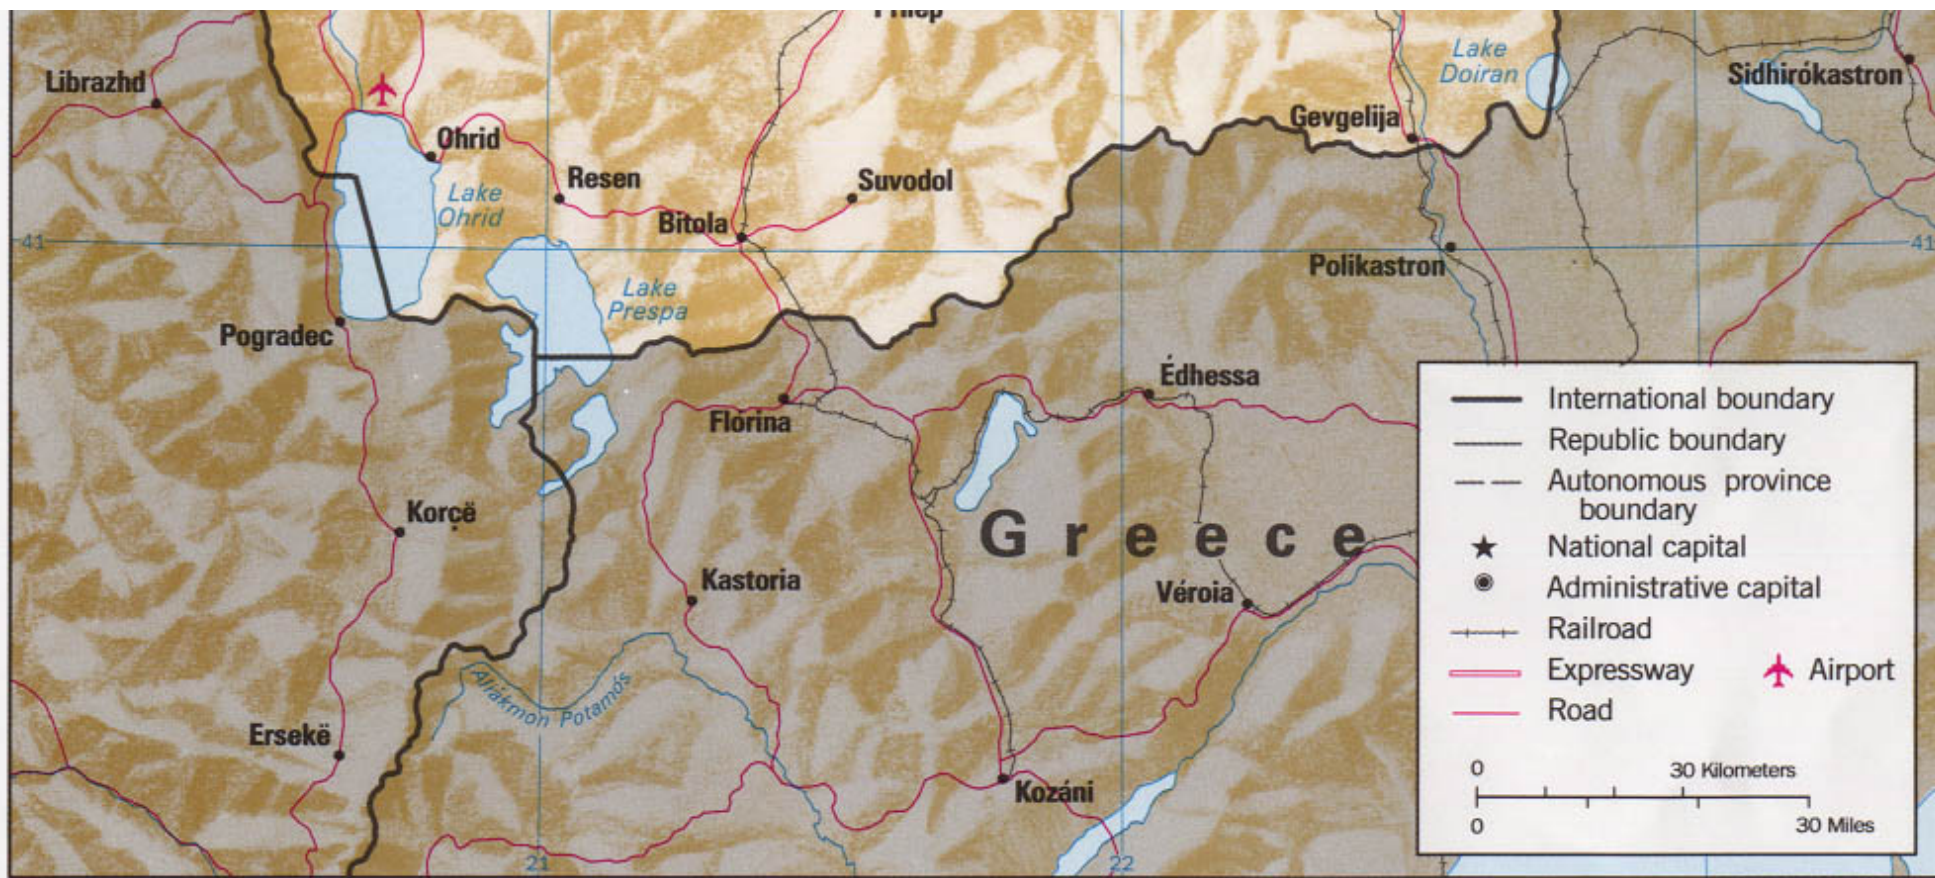 Prilep
Librazhd
Lake
Doiran
Sidhirókastron
Gevgelija
Ohrid
Resen
Suvodol
Lake
Ohrid
Bitola
41
41
Polikastron
Lake
Prespa
Pogradec
Édhessa
Flórina
Korçë
Greece
Kastoria
Véroia
Aliákmon Potamós
Ersekë
Kozáni
21
22
International boundary
Republic boundary
Autonomous province
boundary
National capital
Administrative capital
Railroad
Expressway
Airport
Road
0 30 Kilometers
0 30 Miles